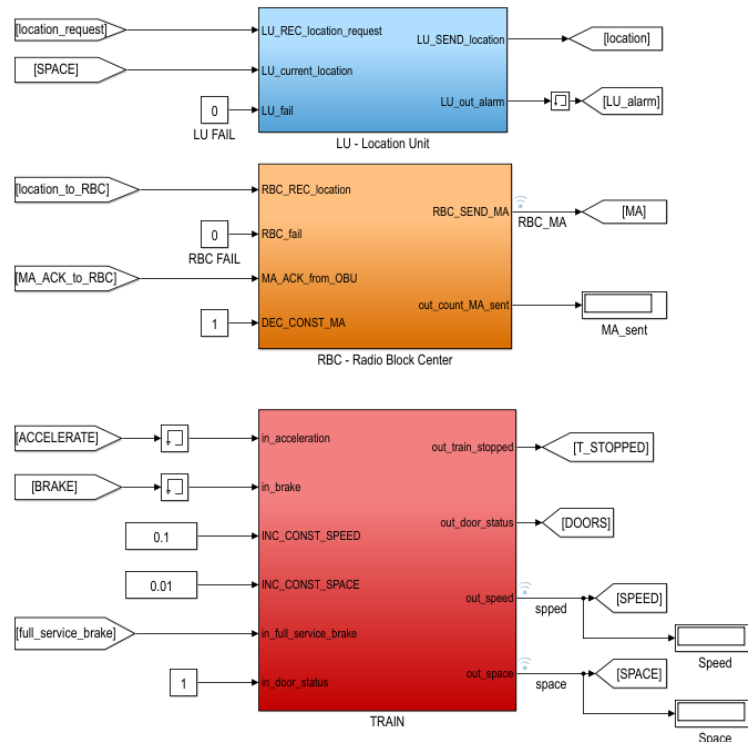 [location_request]
LU_REC_location_request
LU_SEND_location
[location]
[SPACE]
LU_current_location
0
LU_fail
LU_out_alarm
[LU_alarm]
LU FAIL
LU - Location Unit
[location_to_RBC]
RBC_REC_location
RBC_SEND_MA
[MA]
RBC_MA
0
RBC_fail
RBC FAIL
[MA_ACK_to_RBC]
MA_ACK_from_OBU
out_count_MA_sent
MA_sent
1
DEC_CONST_MA
RBC - Radio Block Center
[ACCELERATE]
in_acceleration
out_train_stopped
[T_STOPPED]
[BRAKE]
in_brake
out_door_status
[DOORS]
0.1
INC_CONST_SPEED
0.01
INC_CONST_SPACE
out_speed
spped
[SPEED]
Speed
[full_service_brake]
in_full_service_brake
out_space
space
[SPACE]
Space
1
in_door_status
TRAIN